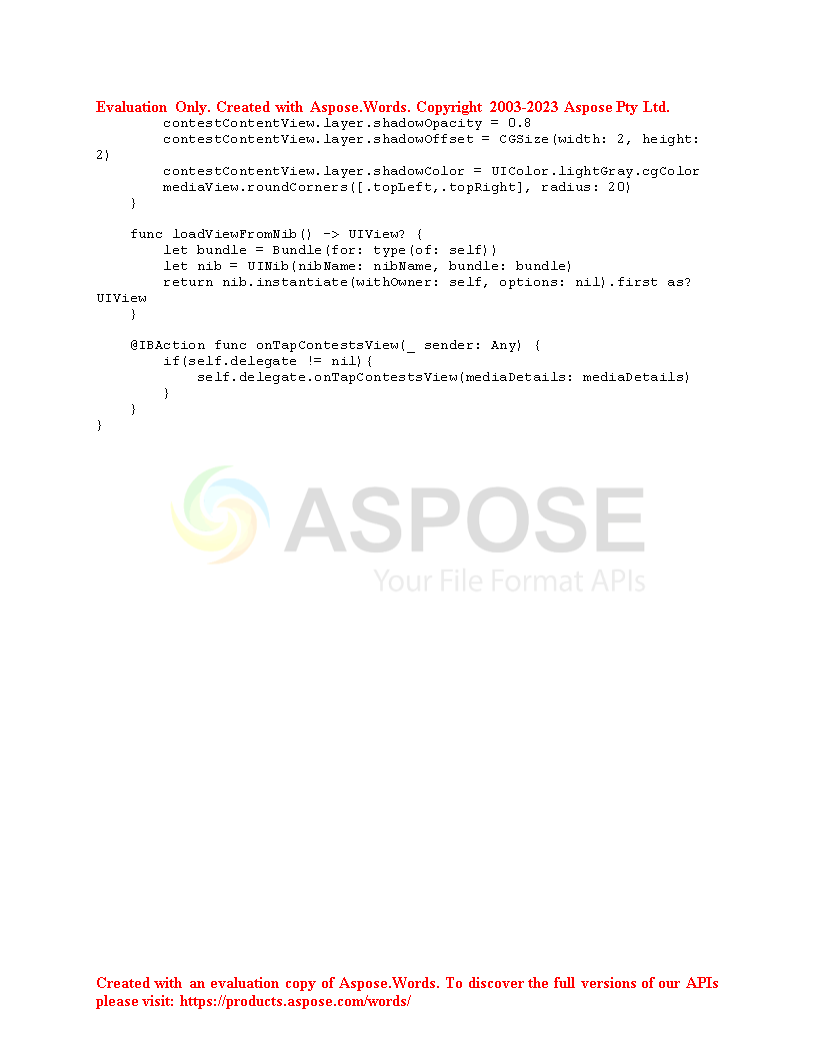 Evaluation Only. Created with Aspose.Words. Copyright 2003-2023 Aspose Pty Ltd.
        contestContentView.layer.shadowOpacity = 0.8
        contestContentView.layer.shadowOffset = CGSize(width: 2, height:
2)
        contestContentView.layer.shadowColor = UIColor.lightGray.cgColor
        mediaView.roundCorners([.topLeft,.topRight], radius: 20)
    }

    func loadViewFromNib() -> UIView? {
        let bundle = Bundle(for: type(of: self))
        let nib = UINib(nibName: nibName, bundle: bundle)
        return nib.instantiate(withOwner: self, options: nil).first as?
UIView
    }

    @IBAction func onTapContestsView(_ sender: Any) {
        if(self.delegate != nil){
            self.delegate.onTapContestsView(mediaDetails: mediaDetails)
        }
    }
}
ASPOSE
Your File Format APIs
Created with an evaluation copy of Aspose.Words. To discover the full versions of our APIs
please visit: https://products.aspose.com/words/